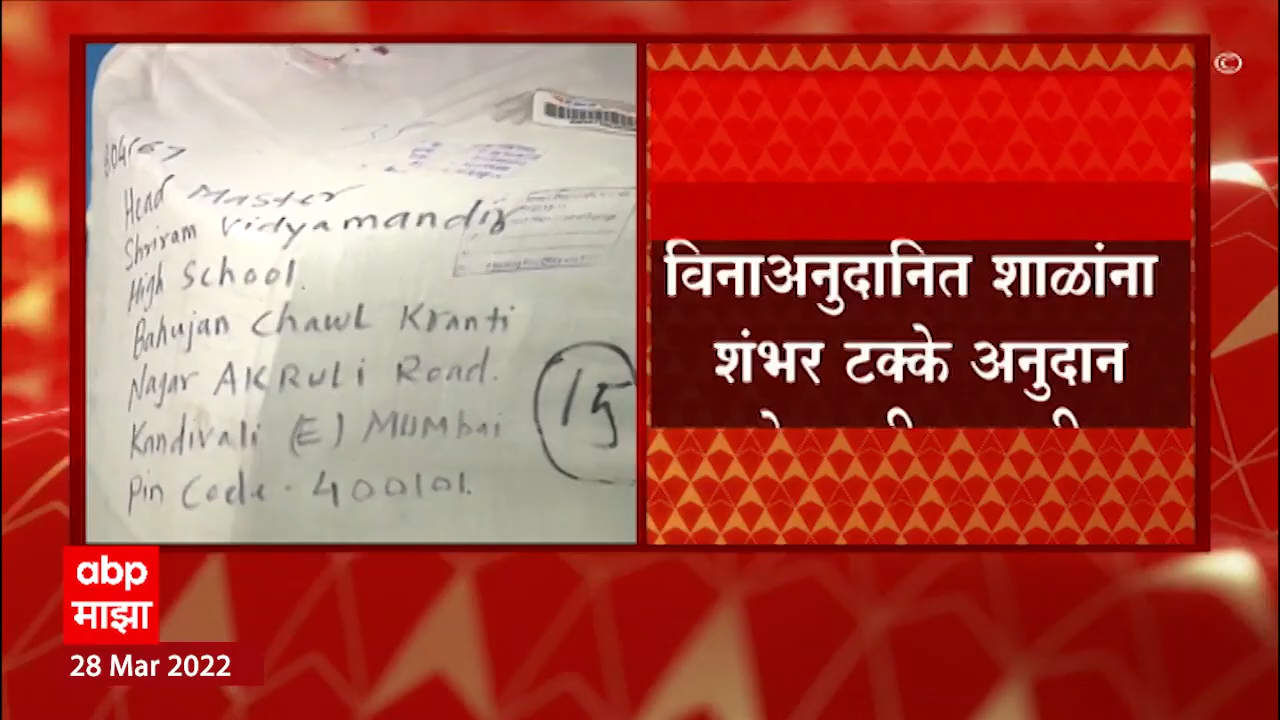 804567
Head Master
Shriram Vidyamandir
High School.
Bahujan Chawl Kranti
Nagar AKRULI Road.
Kandivali (E) MUMbai
Pin Code - 400101.
15
विनाअनुदानित शाळांना
शंभर टक्के अनुदान
abp
माझा
28 Mar 2022